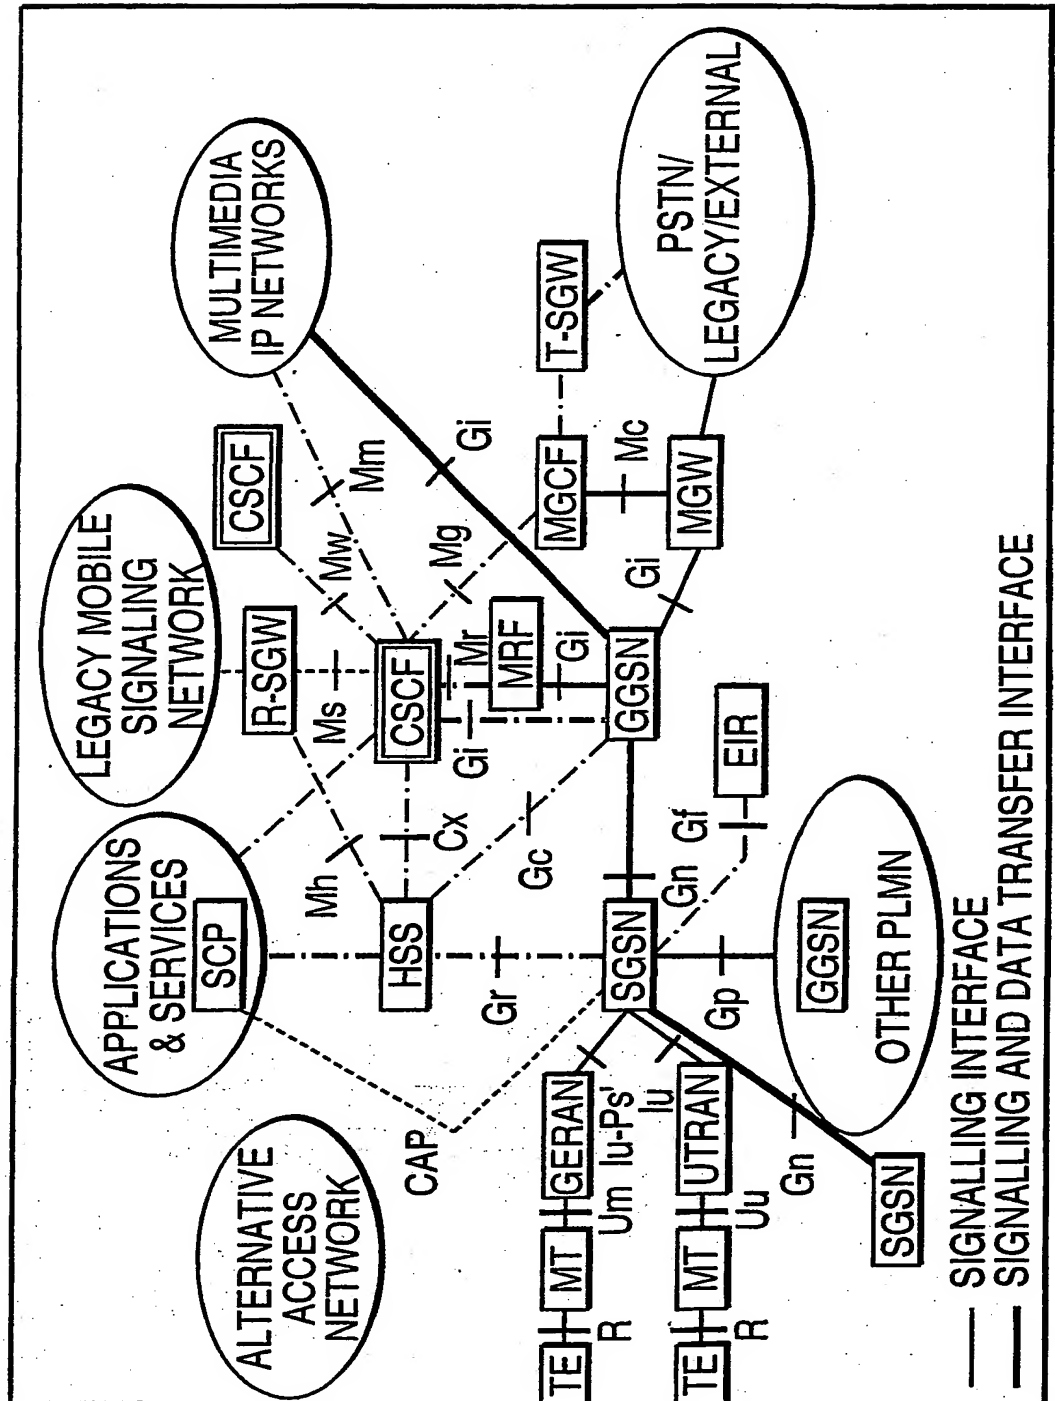 ALTERNATIVE
ACCESS
NETWORK
APPLICATIONS
& SERVICES
SCP
LEGACY MOBILE
SIGNALING
NETWORK
MULTIMEDIA
IP NETWORKS
CAP
Mh
R-SGW
Ms
CSCF
Mw
Mm
HSS
Cx
CSCF
Gi
Mr
MRF
Gi
Mg
Gi
Gr
Gc
TE
R
MT
Um
GERAN
Iu-Ps'
SGSN
Gn
GGSN
Gi
MGCF
T-SGW
Mc
MGW
PSTN/
LEGACY/EXTERNAL
TE
R
MT
Uu
UTRAN
Iu
Gp
Gf
EIR
Gn
SGSN
GGSN
OTHER PLMN
SIGNALLING INTERFACE
SIGNALLING AND DATA TRANSFER INTERFACE